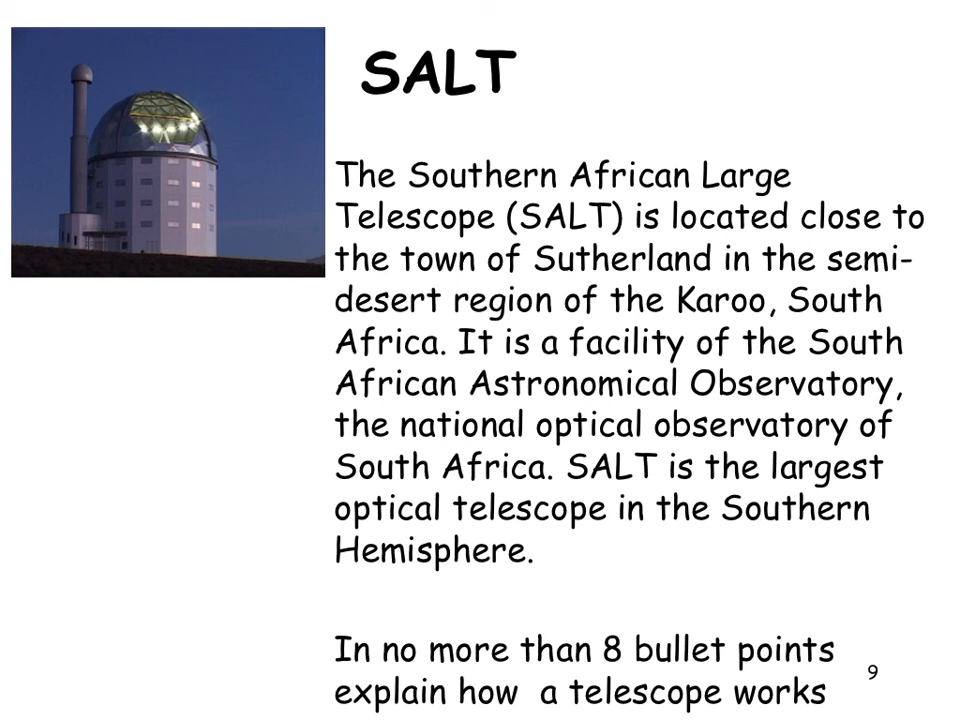 SALT
The Southern African Large
Telescope (SALT) is located close to
the town of Sutherland in the semi-
desert region of the Karoo, South
Africa. It is a facility of the South
African Astronomical Observatory,
the national optical observatory of
South Africa. SALT is the largest
optical telescope in the Southern
Hemisphere.
In no more than 8 bullet points
explain how  a telescope works
9